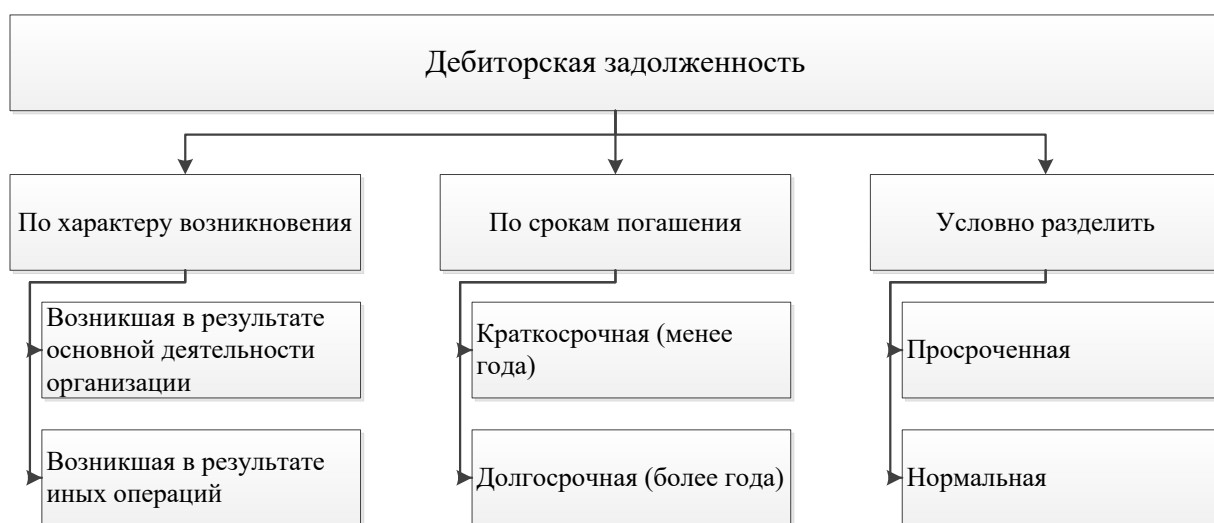 Дебиторская задолженность
По характеру возникновения
По срокам погашения
Условно разделить
Возникшая в результате
основной деятельности
организации
Краткосрочная (менее
года)
Просроченная
Возникшая в результате
иных операций
Долгосрочная (более года)
Нормальная